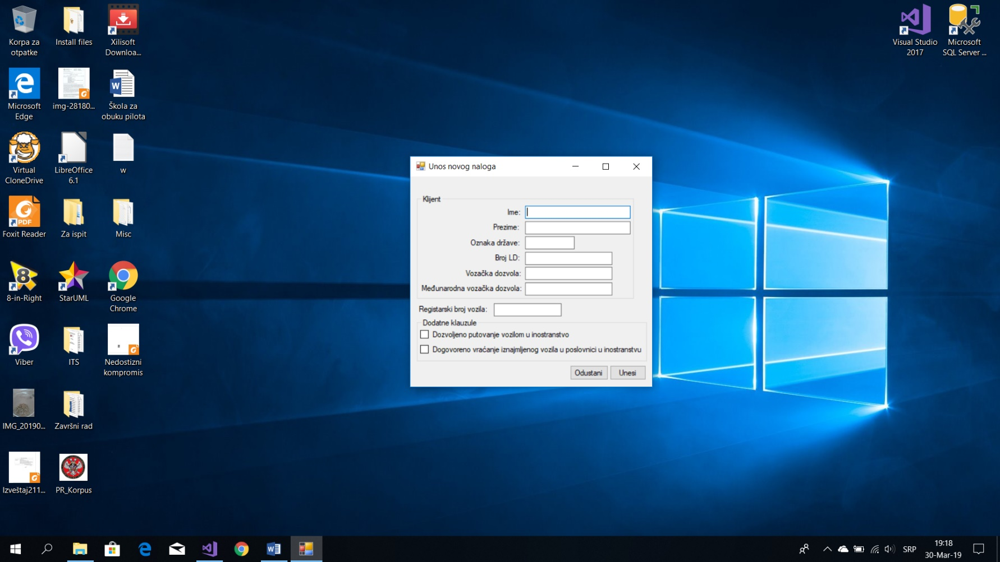 Korpa za
otpatke
Install files
Xilisoft
Downloa...
Visual Studio
2017
Microsoft
SQL Server ...
Microsoft
Edge
img-28180...
W
Škola za
obuku pilota
Virtual
CloneDrive
LibreOffice
6.1
w
Unos novog naloga
Klijent
Ime:
Prezime:
Oznaka države:
Broj LD:
Vozačka dozvola:
Međunarodna vozačka dozvola:
Registarski broj vozila:
Dodatne klauzule
Dozvoljeno putovanje vozilom u inostranstvo
Dogovoreno vraćanje iznajmljenog vozila u poslovnici u inostranstvu
Odustani
Unesi
PDF
Foxit Reader
Za ispit
Misc
8
8-in-Right
StarUML
Google
Chrome
Viber
ITS
Nedostizni
kompromis
IMG_20190...
Završni rad
Izveštaj211...
PR_Korpus
W
SRP
19:18
30-Mar-19